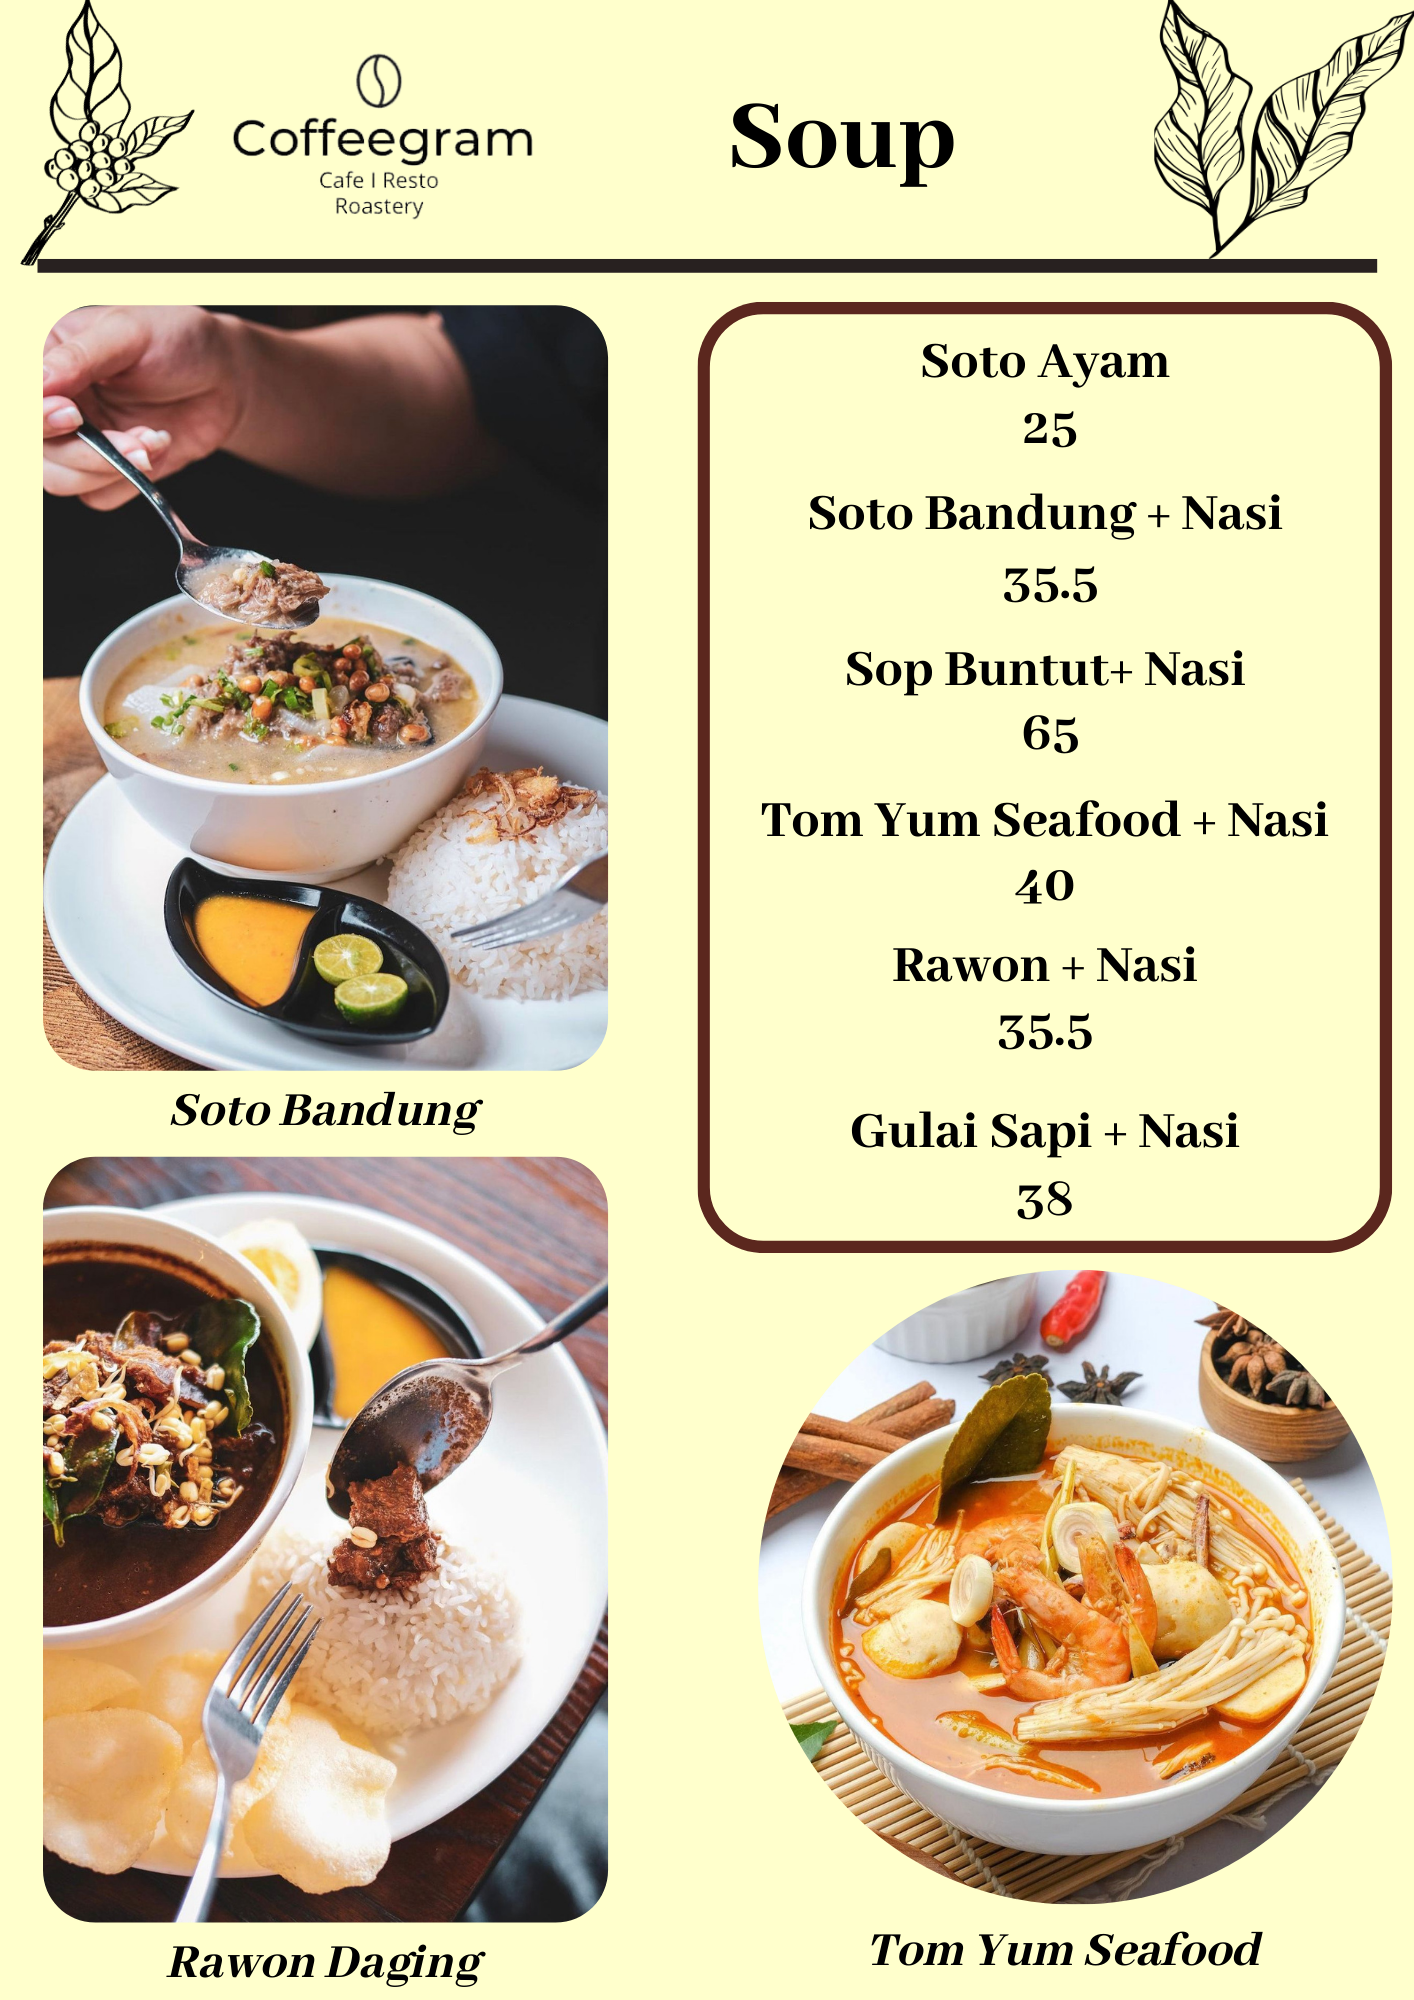 Coffeegram
Cafe I Resto
Roastery
Soup
Soto Ayam
25
Soto Bandung + Nasi
35.5
Sop Buntut+ Nasi
65
Tom Yum Seafood + Nasi
40
Rawon + Nasi
35.5
Gulai Sapi + Nasi
38
Soto Bandung
Rawon Daging
Tom Yum Seafood